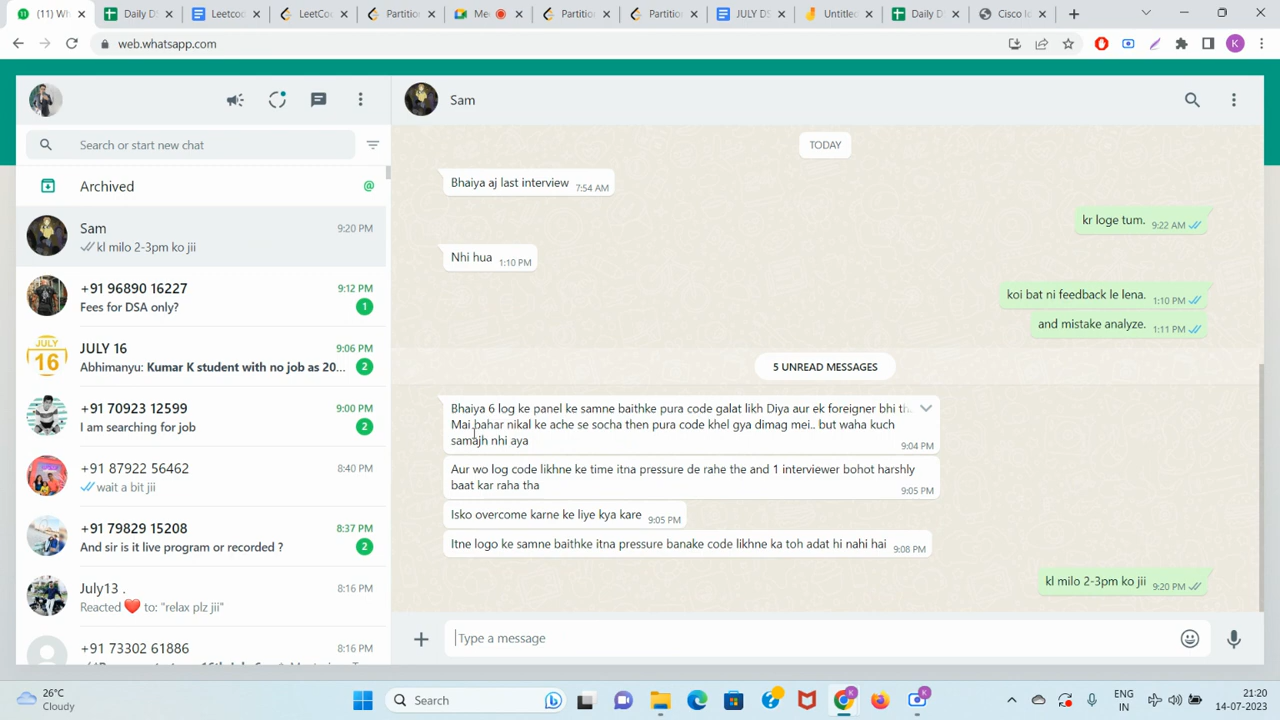 Wh
Daily D
Leetcod
LeetCo
Partition
Me
Partition
Partition
JULY D
Untitled
Daily D
Cisco I
web.whatsapp.com
K
Sam
Search or start new chat
TODAY
Archived
@
Bhaiya aj last interview 7:54 AM
kr loge tum. 9:22 AM
Sam 9:20 PM
kl milo 2-3pm ko jii
Nhi hua 1:10 PM
+91 96890 16227 9:12 PM
Fees for DSA only? 1
koi bat ni feedback le lena. 1:10 PM
and mistake analyze. 1:11 PM
JULY 16 9:06 PM
JULY
16
Abhimanyu: Kumar K student with no job as 20... 2
5 UNREAD MESSAGES
+91 70923 12599 9:00 PM
I am searching for job 2
Bhaiya 6 log ke panel ke samne baithke pura code galat likh Diya aur ek foreigner bhi th
Mai bahar nikal ke ache se socha then pura code khel gya dimag mei.. but waha kuch
samajh nhi aya 9:04 PM
+91 87922 56462 8:40 PM
wait a bit jii
Aur wo log code likhne ke time itna pressure de rahe the and 1 interviewer bohot harshly
baat kar raha tha 9:05 PM
Isko overcome karne ke liye kya kare 9:05 PM
+91 79829 15208 8:37 PM
And sir is it live program or recorded ? 2
Itne logo ke samne baithke itna pressure banake code likhne ka toh adat hi nahi hai 9:08 PM
July13 . 8:16 PM
Reacted ❤️ to: "relax plz jii"
kl milo 2-3pm ko jii 9:20 PM
+91 73302 61886 8:16 PM
Type a message
26°C
Cloudy
Search
ENG
IN
21:20
14-07-2023